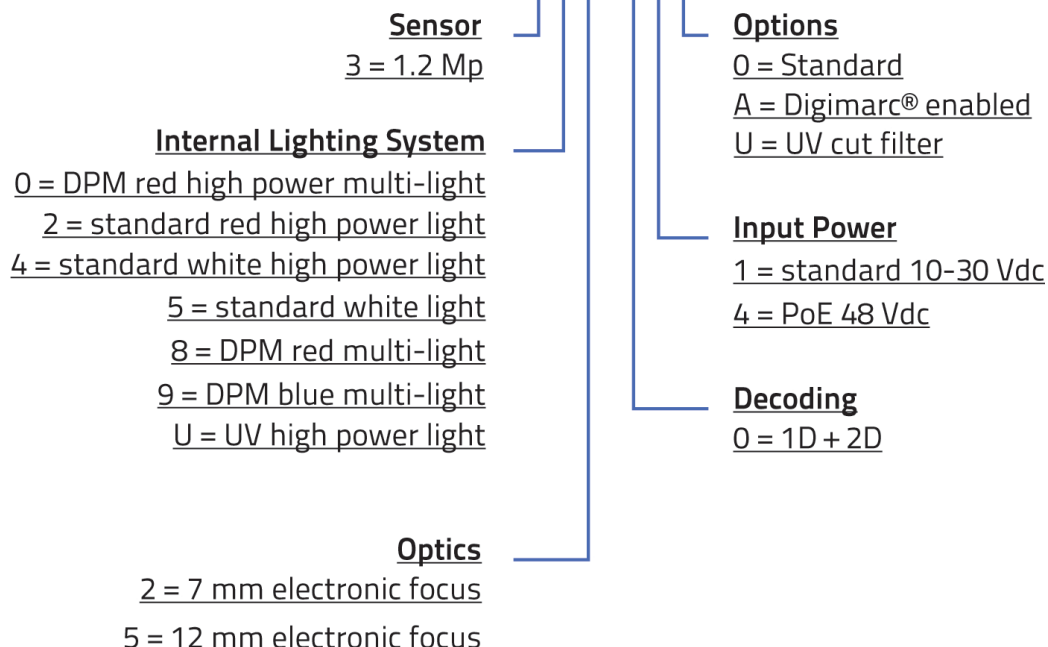 Sensor
3 = 1.2 Mp
Internal Lighting System
0 = DPM red high power multi-light
2 = standard red high power light
4 = standard white high power light
5 = standard white light
8 = DPM red multi-light
9 = DPM blue multi-light
U = UV high power light
Optics
2 = 7 mm electronic focus
5 = 12 mm electronic focus
Options
0 = Standard
A = Digimarc® enabled
U = UV cut filter
Input Power
1 = standard 10-30 Vdc
4 = PoE 48 Vdc
Decoding
0 = 1D + 2D